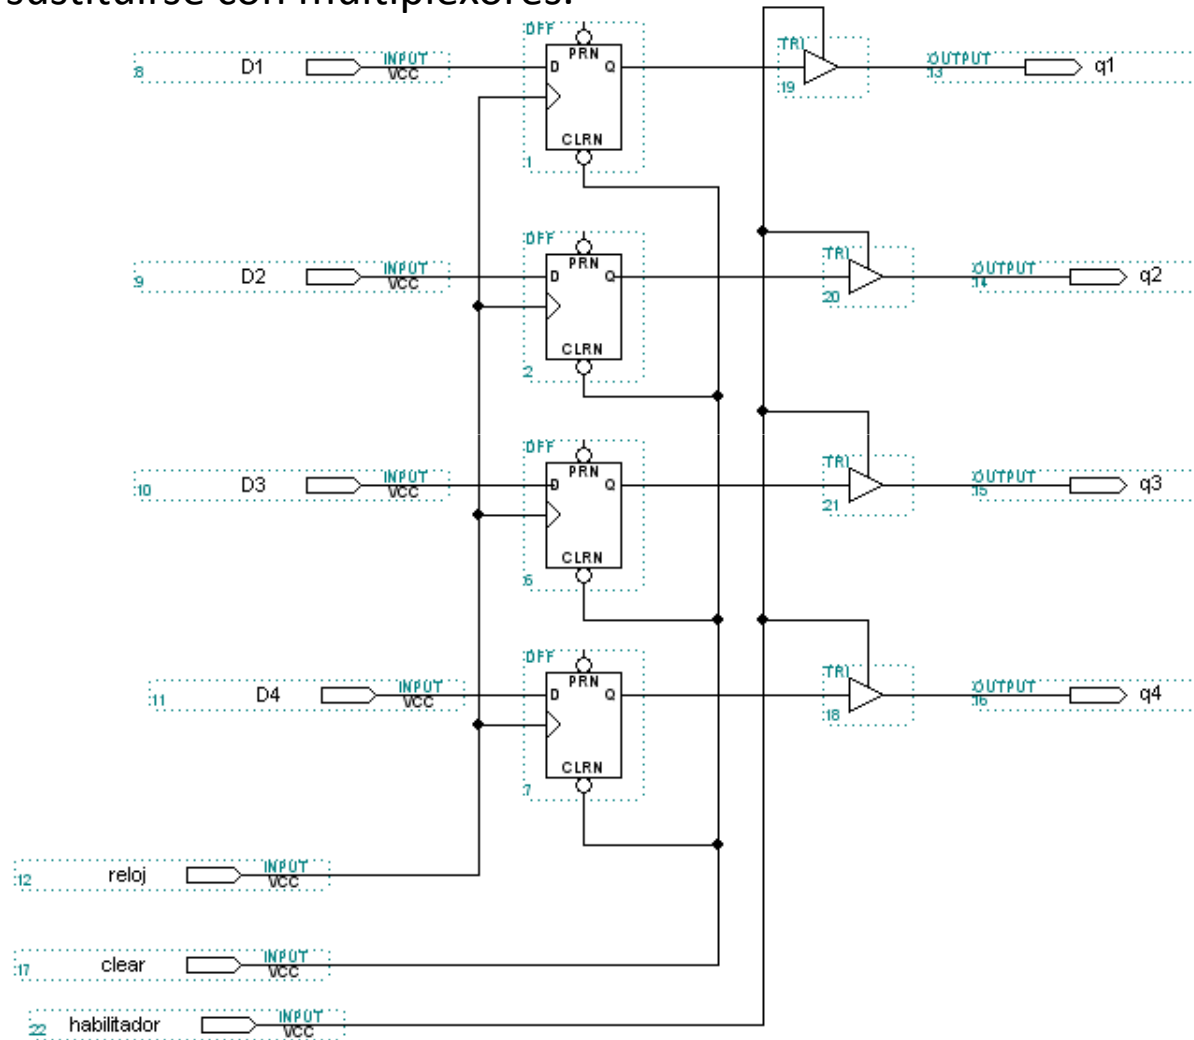 sustituirse con multiplexores.
DFF
PRN
D1
INPUT
VCC
8
D
Q
CLRN
1
TRI
19
OUTPUT
13
q1
DFF
PRN
D2
INPUT
VCC
9
D
Q
CLRN
2
TRI
20
OUTPUT
14
q2
DFF
PRN
D3
INPUT
VCC
10
D
Q
CLRN
6
TRI
21
OUTPUT
15
q3
DFF
PRN
D4
INPUT
VCC
11
D
Q
CLRN
7
TRI
18
OUTPUT
16
q4
reloj
INPUT
VCC
12
clear
INPUT
VCC
17
habilitador
INPUT
VCC
22